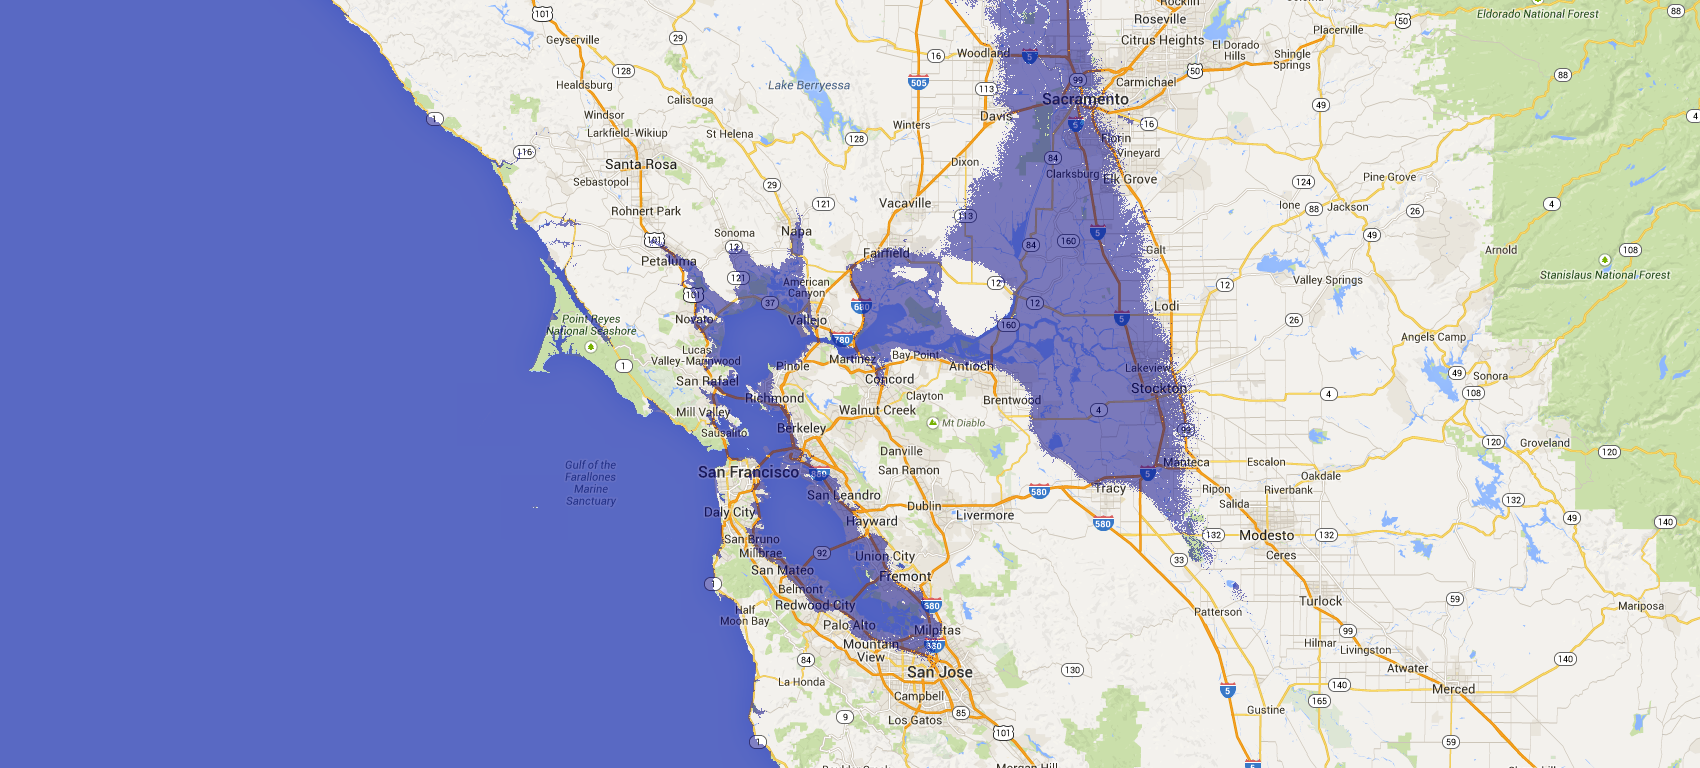 Rocklin
Roseville
Eldorado National Forest
88
101
50
Placerville
29
Geyserville
Citrus Heights
El Dorado
Hills
Shingle
Springs
Woodland
16
5
128
505
99
Carmichael
50
88
Healdsburg
Lake Berryessa
113
Calistoga
Sacramento
49
Windsor
Davis
4
1
Larkfield-Wikiup
St Helena
Winters
5
16
128
Florin
116
Vineyard
Santa Rosa
Dixon
84
Clarksburg
Elk Grove
Sebastopol
29
124
Pine Grove
Rohnert Park
121
Vacaville
113
Ione
88
Jackson
26
4
Sonoma
Napa
5
49
101
12
84
160
Galt
Arnold
108
Petaluma
Fairfield
Stanislaus National Forest
121
American
Canyon
12
Valley Springs
12
101
37
680
12
Lodi
Point Reyes
National Seashore
Novato
Vallejo
160
5
26
780
Angels Camp
Lucas
Valley-Marinwood
Martinez
Bay Point
1
Pinole
Antioch
Lakeview
49
Sonora
San Rafael
Concord
Stockton
108
Richmond
Clayton
Brentwood
4
Mill Valley
Walnut Creek
4
Mt Diablo
Sausalito
Berkeley
99
120
Groveland
120
Danville
Gulf of the
Farallones
Marine
Sanctuary
San Francisco
San Ramon
Manteca
Escalon
5
Oakdale
580
Tracy
Ripon
Riverbank
San Leandro
Dublin
Livermore
Salida
132
Daly City
Hayward
580
49
140
132
Modesto
132
San Bruno
Millbrae
92
Union City
33
Ceres
San Mateo
Fremont
1
Belmont
Redwood City
680
Half
Moon Bay
Patterson
Turlock
59
Mariposa
Palo Alto
Milpitas
99
Mountain
View
Hilmar
Livingston
84
130
Atwater
140
San Jose
La Honda
5
140
Merced
Campbell
165
9
Los Gatos
85
Gustine
101
1
59
Morgan Hill
5